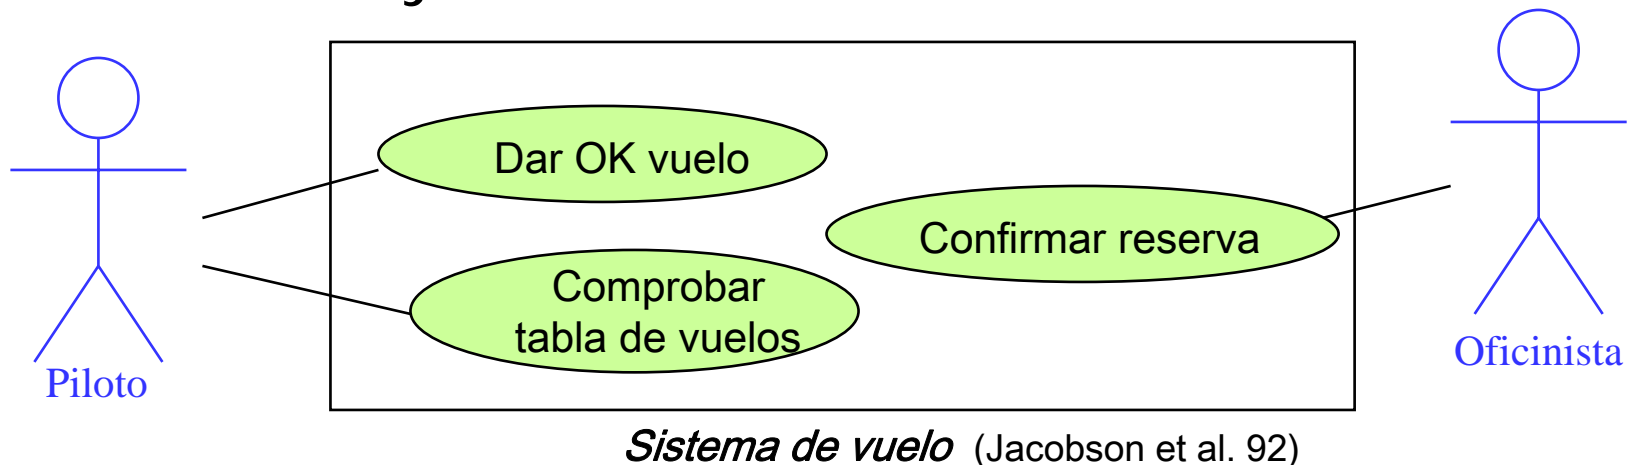 Dar OK vuelo
Confirmar reserva
Comprobar
tabla de vuelos
Piloto
Oficinista
Sistema de vuelo (Jacobson et al. 92)